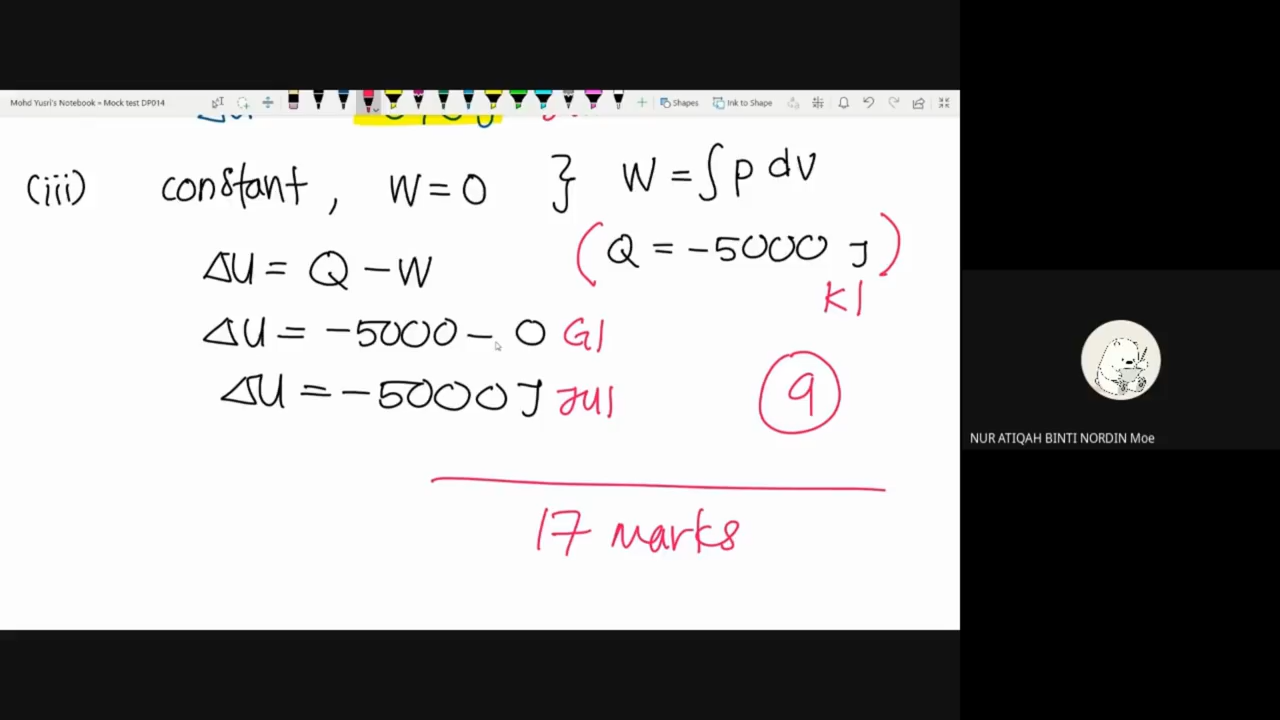 Mohd Yusri's Notebook » Mock test DP014
Shapes
Ink to Shape
(iii) constant, W = 0 } W = ∫ p dv
ΔU = Q - W (Q = -5000 J)
K1
ΔU = -5000 - 0 G1
ΔU = -5000 J JU1
9
17 marks
NUR ATIQAH BINTI NORDIN Moe